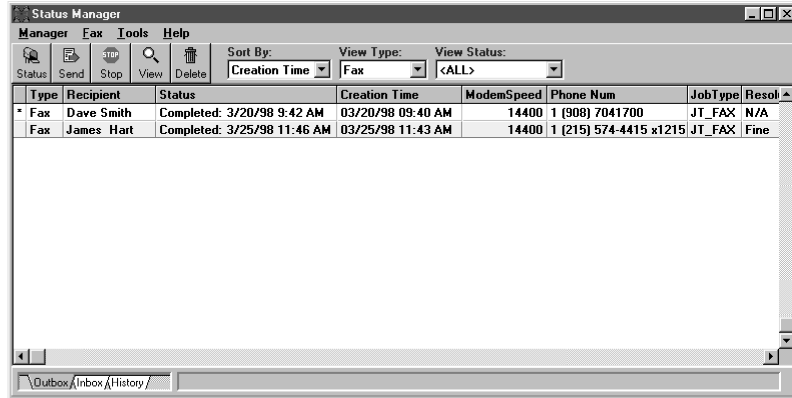 Status Manager
Manager Fax Tools Help
Status Send STOP Stop View Delete Sort By: Creation Time View Type: Fax View Status: <ALL>
Type Recipient Status Creation Time ModemSpeed Phone Num JobType Resol
* Fax Dave Smith Completed: 3/20/98 9:42 AM 03/20/98 09:40 AM 14400 1 (908) 7041700 JT_FAX N/A
Fax James Hart Completed: 3/25/98 11:46 AM 03/25/98 11:43 AM 14400 1 (215) 574-4415 x1215 JT_FAX Fine
Outbox Inbox History